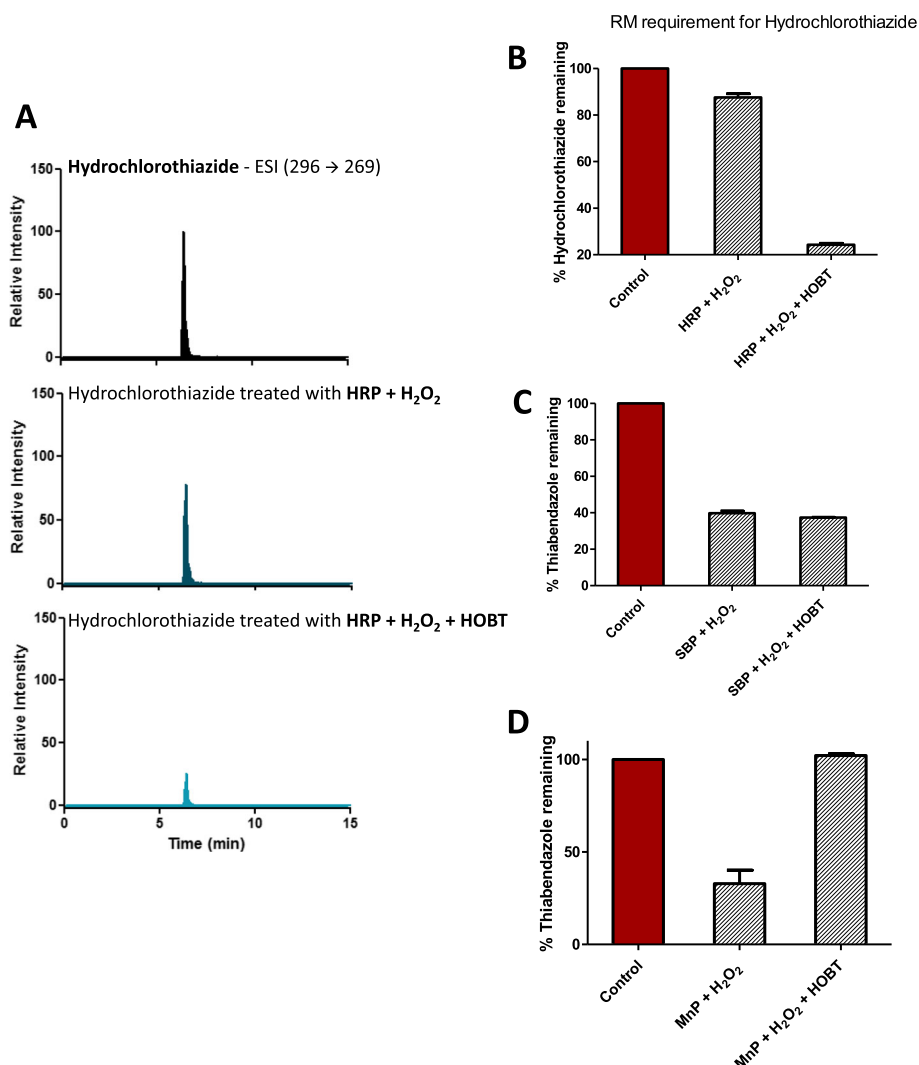 RM requirement for Hydrochlorothiazide
A
Hydrochlorothiazide - ESI (296 → 269)
Relative Intensity
150
100
50
0
Hydrochlorothiazide treated with HRP + H₂O₂
Relative Intensity
150
100
50
0
Hydrochlorothiazide treated with HRP + H₂O₂ + HOBT
Relative Intensity
150
100
50
0
0 5 10 15
Time (min)
B
% Hydrochlorothiazide remaining
100
80
60
40
20
Control
HRP + H₂O₂
HRP + H₂O₂ + HOBT
C
% Thiabendazole remaining
100
80
60
40
20
0
Control
SBP + H₂O₂
SBP + H₂O₂ + HOBT
D
% Thiabendazole remaining
100
50
0
Control
MnP + H₂O₂
MnP + H₂O₂ + HOBT